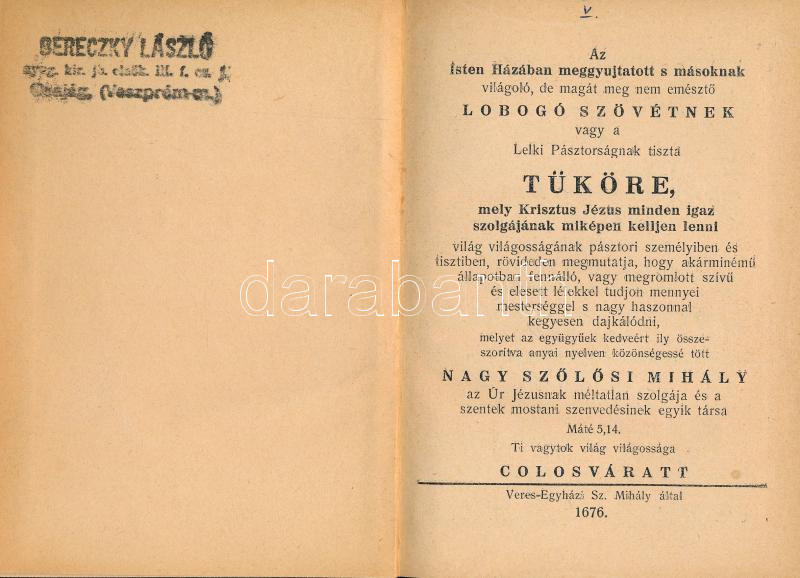 BERECZKY LÁSZLÓ
(Veszprém-m.)
V.
Az
Isten Házában meggyujtatott s másoknak
világoló, de magát meg nem emésztő
LOBOGÓ SZÖVÉTNEK
vagy a
Lelki Pásztorságnak tiszta
TÜKÖRE,
mely Krisztus Jézus minden igaz
szolgájának miképen kelljen lenni
világ világosságának pásztori személyiben és
tisztiben, rövideden megmutatja, hogy akárminémű
állapotban fennálló, vagy megromlott szívű
és elesett lélekkel tudjon mennyei
mesterséggel s nagy haszonnal
kegyesen dajkálódni,
melyet az együgyűek kedveért ily össze-
szorítva anyai nyelven közönségessé tött
NAGY SZŐLŐSI MIHÁLY
az Úr Jézusnak méltatlan szolgája és a
szentek mostani szenvedésinek egyik társa
Máté 5,14.
Ti vagytok világ világossága
COLOSVÁRATT
Veres-Egyházi Sz. Mihály által
1676.
darabanth